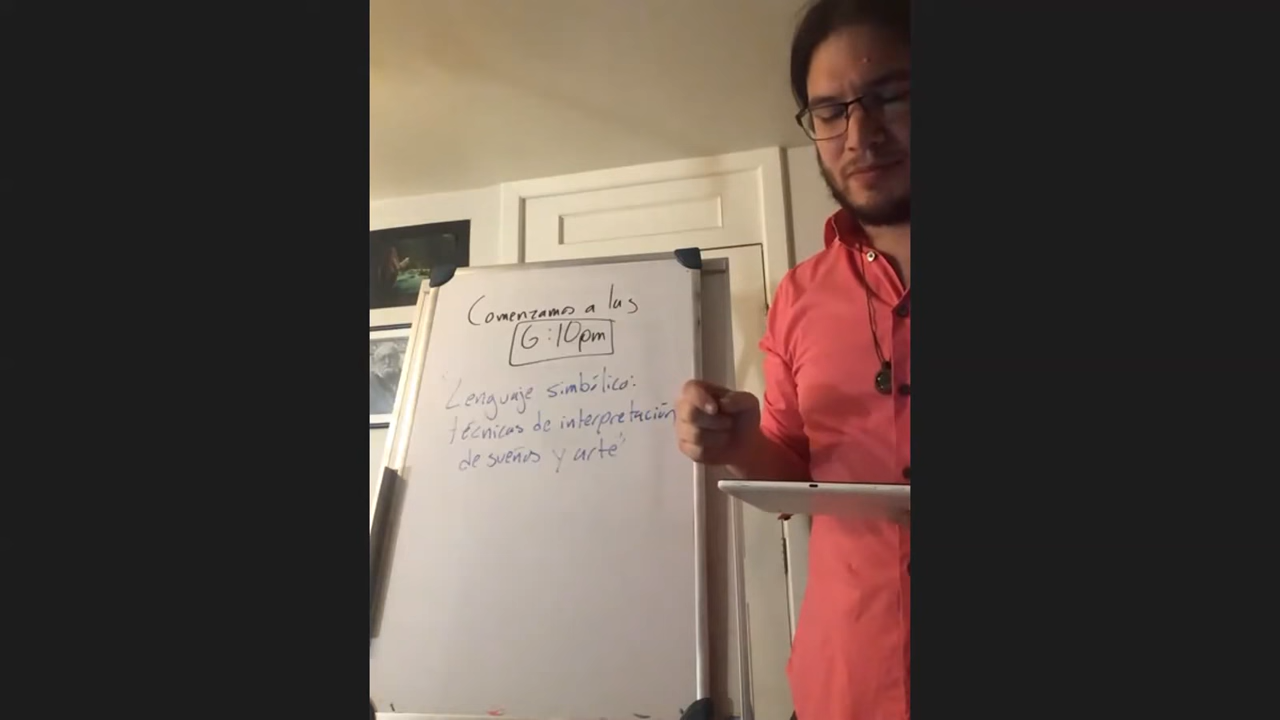 Comenzamos a las
6:10pm
"Lenguaje simbólico:
técnicas de interpretación
de sueños y arte"